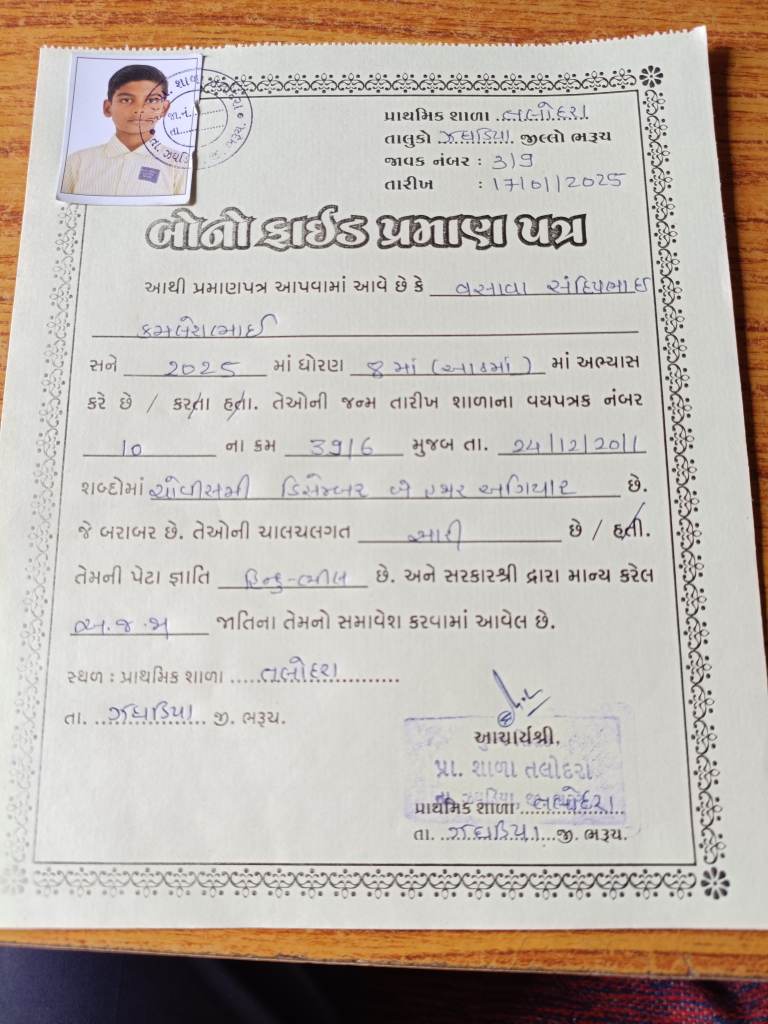 પ્રાથમિક શાળા તલોદરા
તાલુકો ઝઘડિયા. જીલ્લો ભરૂચ
જાવક નંબર : 319
તારીખ : 17/01/2025
બોનોફાઈડ પ્રમાણ પત્ર
આથી પ્રમાણપત્ર આપવામાં આવે છે કે વસાવા સંદિપભાઈ
કમલેશભાઈ
સને 2025 માં ધોરણ 8 માં (આઠમાં) માં અભ્યાસ
કરે છે / કરતા હતા. તેઓની જન્મ તારીખ શાળાના વયપત્રક નંબર
10 ના ક્રમ 3916 મુજબ તા. 24/12/2011
શબ્દોમાં ચોવીસમી ડિસેમ્બર બે હજાર અગિયાર છે.
જે બરાબર છે. તેઓની ચાલચલગત સારી છે / હતી.
તેમની પેટા જ્ઞાતિ હિન્દુ-ભીલ છે. અને સરકારશ્રી દ્વારા માન્ય કરેલ
અ.જ.જા જાતિના તેમનો સમાવેશ કરવામાં આવેલ છે.
સ્થળ : પ્રાથમિક શાળા ..... તલોદરા
તા. ઝઘડિયા જી. ભરૂચ.
આચાર્યશ્રી.
પ્રા. શાળા તલોદરા
પ્રાથમિક શાળા તલોદરા
તા. ઝઘડિયા જી. ભરૂચ.